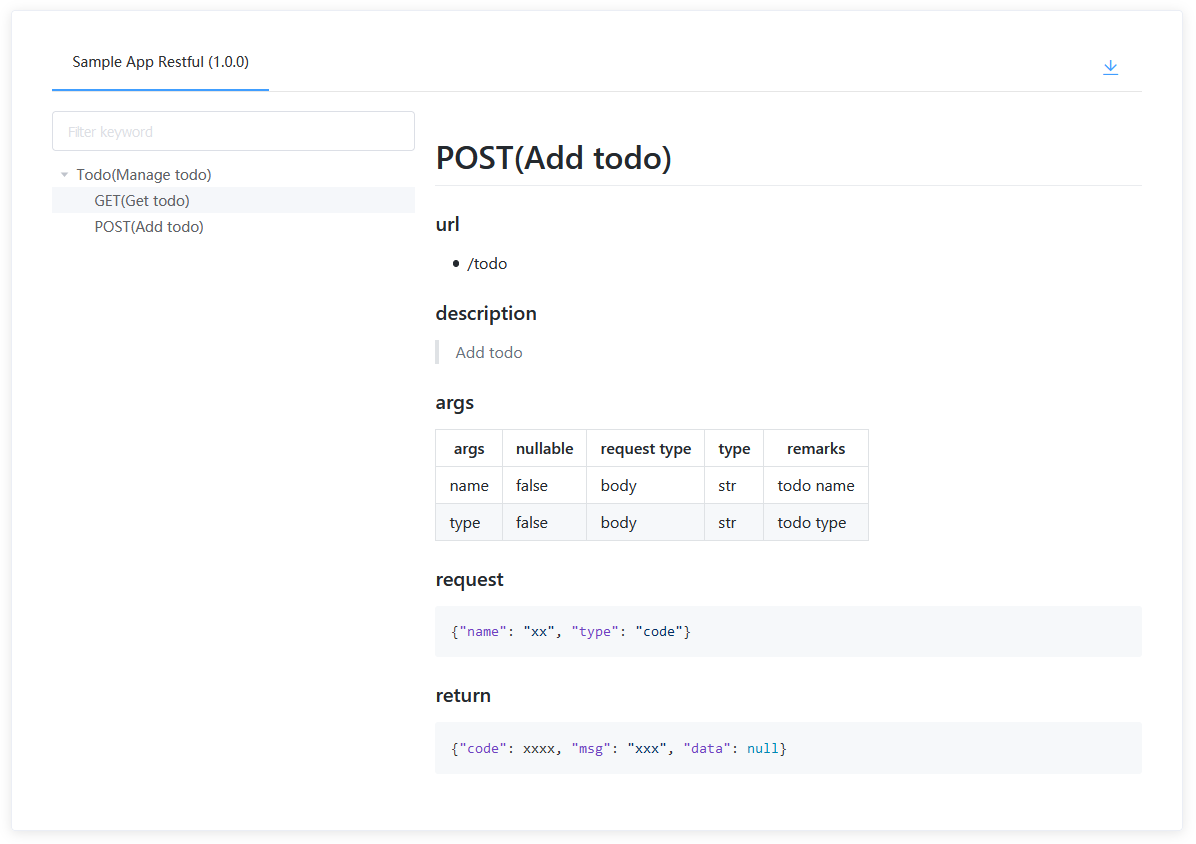 Sample App Restful (1.0.0)
Filter keyword
Todo(Manage todo)
GET(Get todo)
POST(Add todo)
POST(Add todo)
url
/todo
description
Add todo
args
args nullable request type type remarks
name false body str todo name
type false body str todo type
request
{"name": "xx", "type": "code"}
return
{"code": xxxx, "msg": "xxx", "data": null}